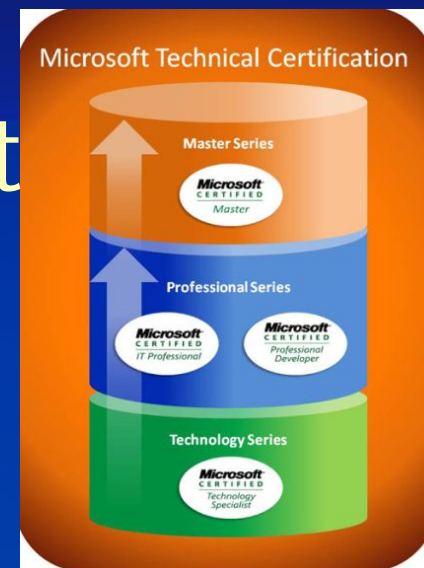 t
Microsoft Technical Certification
Master Series
Microsoft
CERTIFIED
Master
Professional Series
Microsoft
CERTIFIED
IT Professional
Microsoft
CERTIFIED
Professional
Developer
Technology Series
Microsoft
CERTIFIED
Technology
Specialist